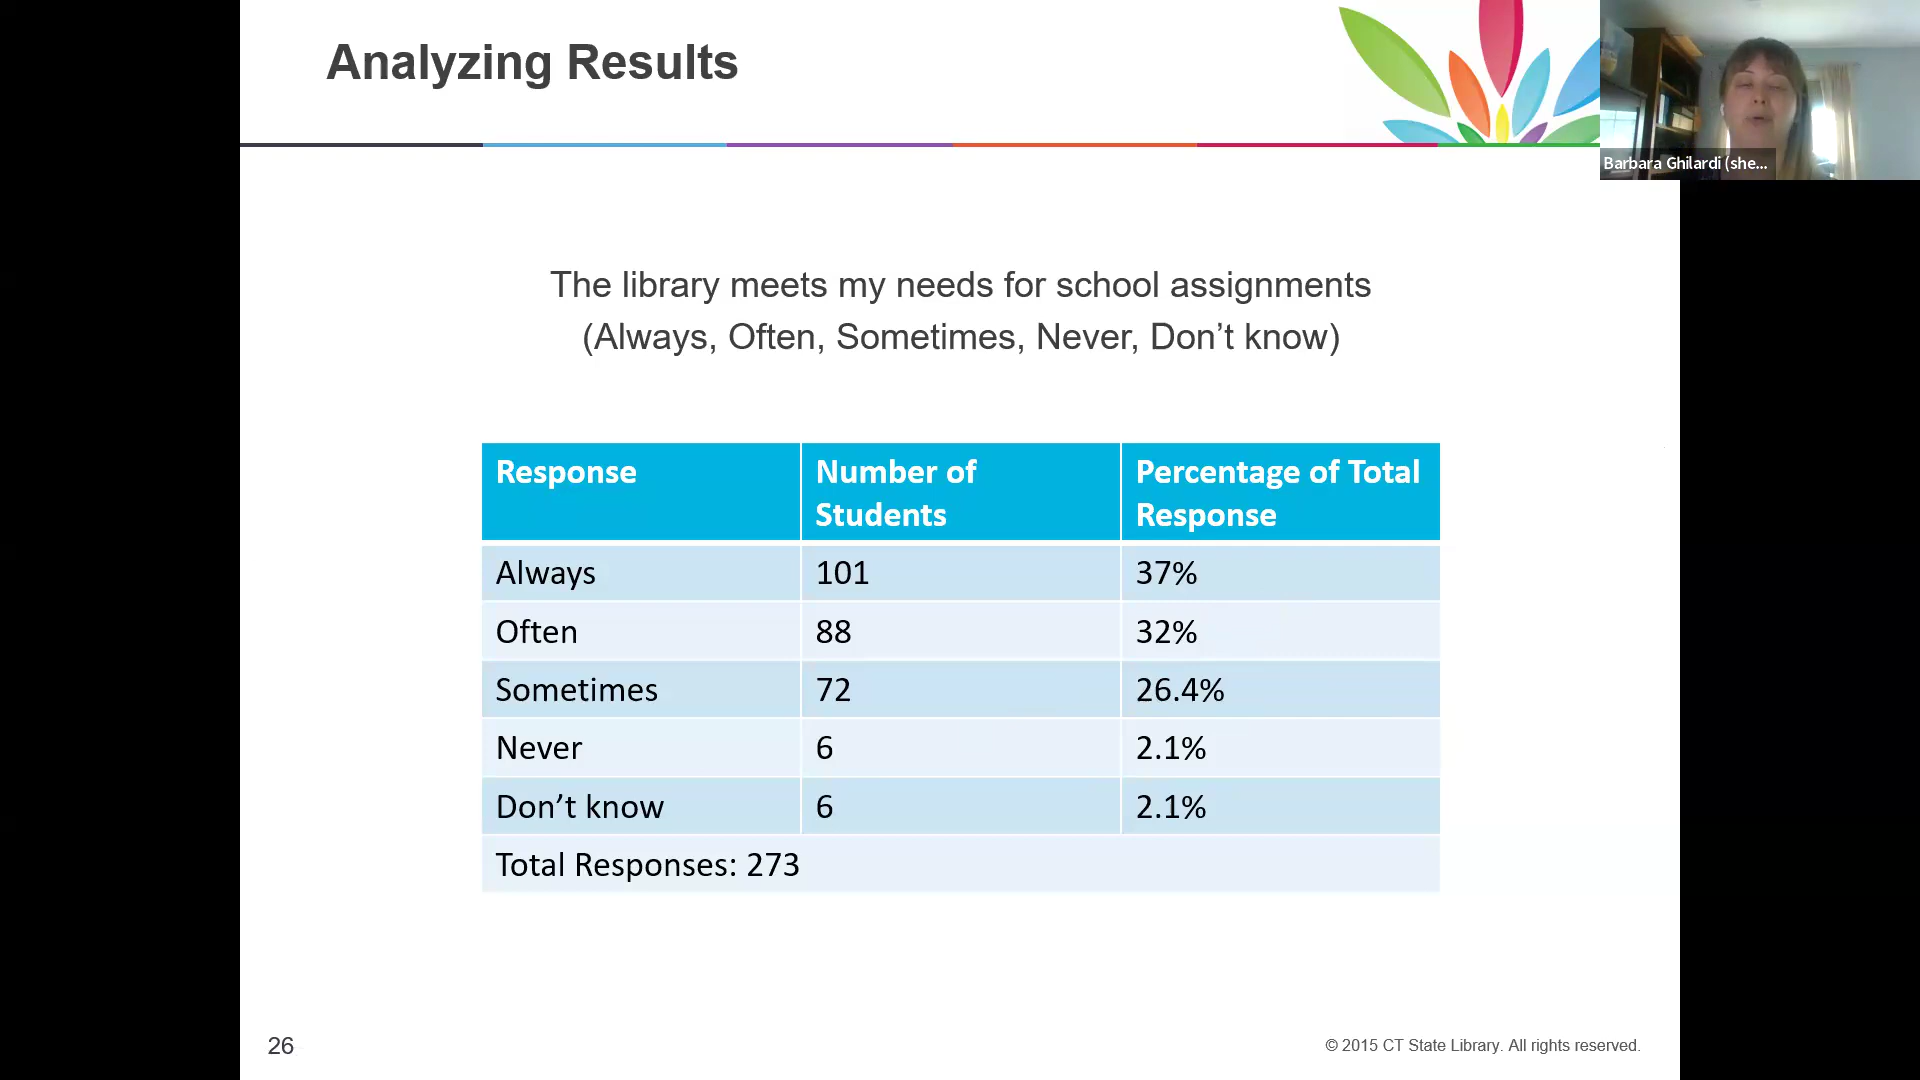 Analyzing Results
Barbara Ghilardi (she...
The library meets my needs for school assignments
(Always, Often, Sometimes, Never, Don’t know)
Response
Number of
Students
Percentage of Total
Response
Always 101 37%
Often 88 32%
Sometimes 72 26.4%
Never 6 2.1%
Don’t know 6 2.1%
Total Responses: 273
26
© 2015 CT State Library. All rights reserved.